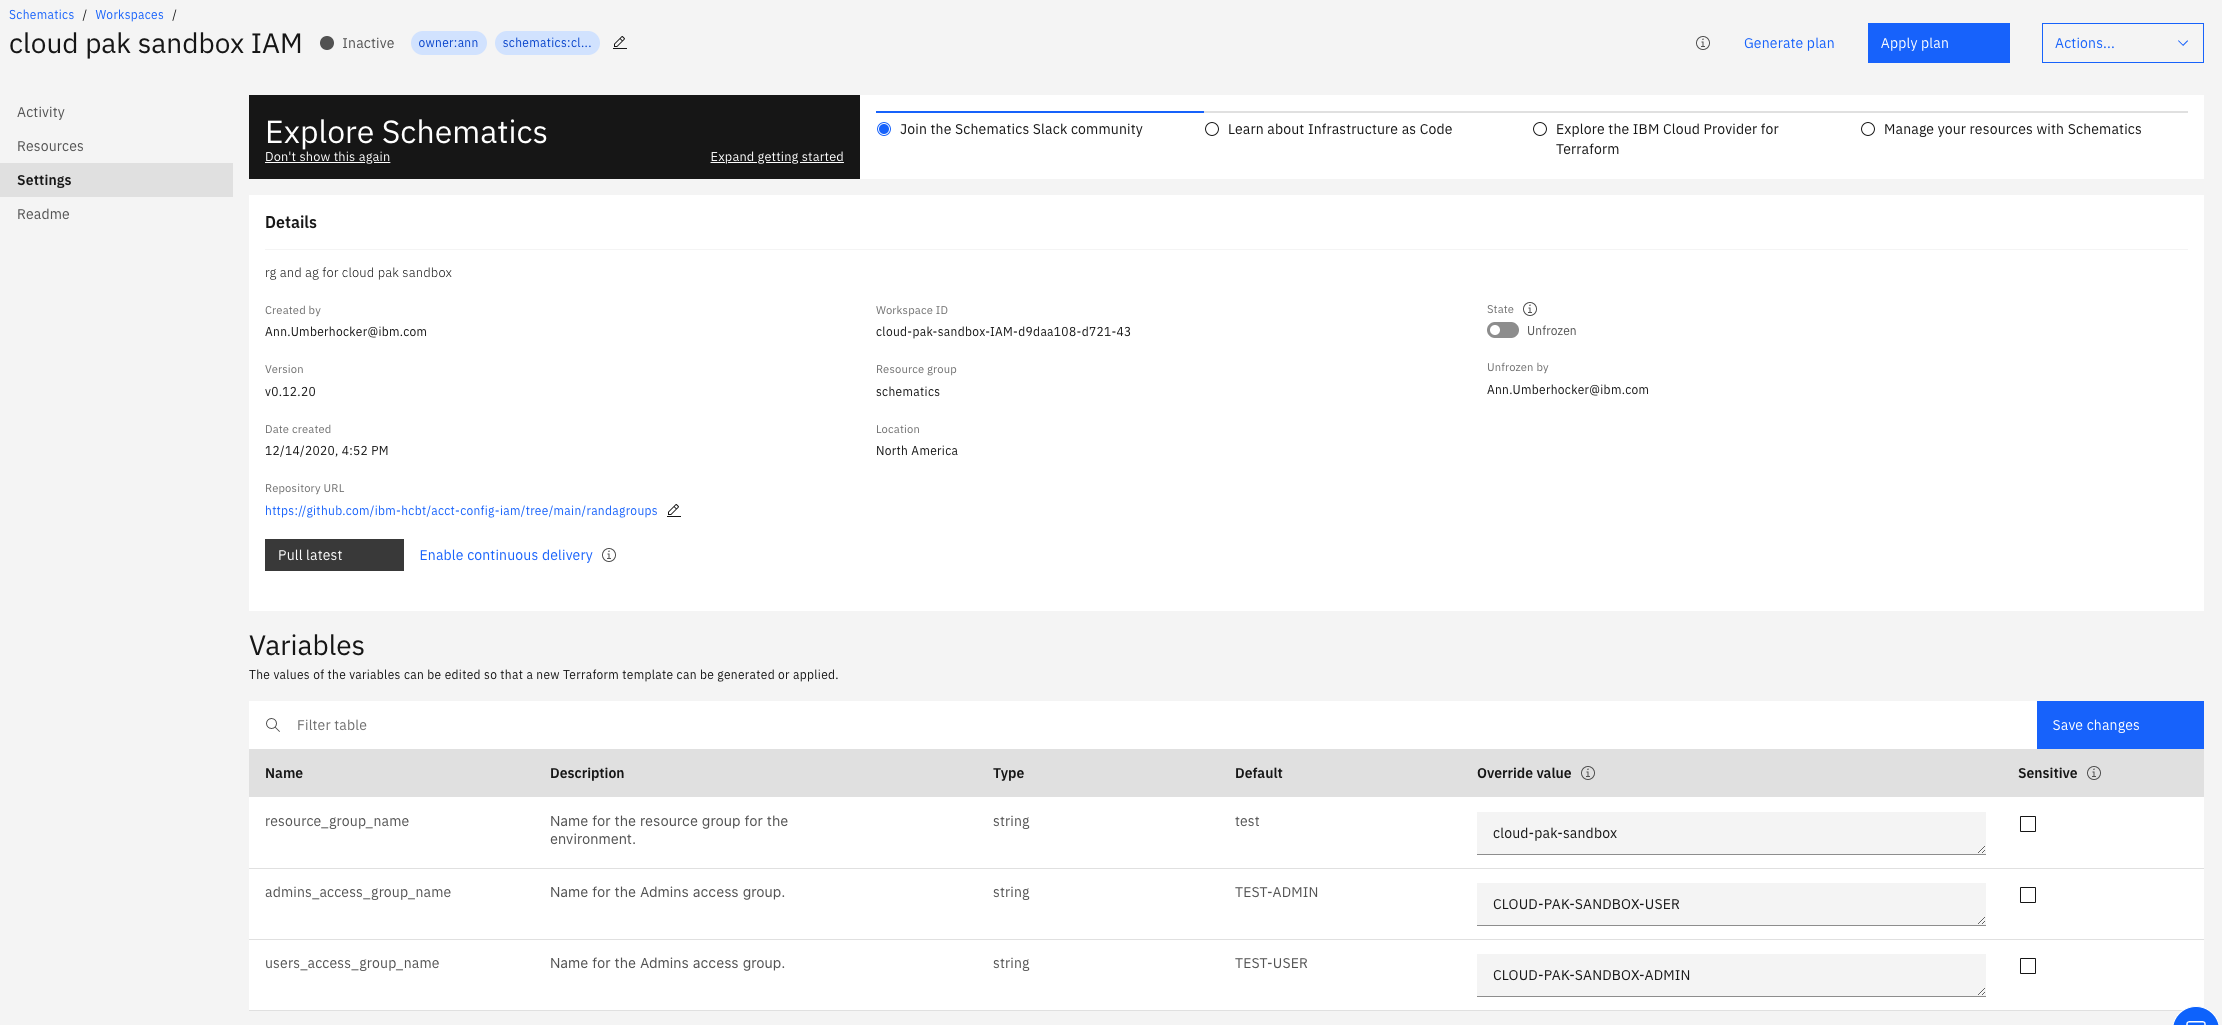 Schematics / Workspaces /
cloud pak sandbox IAM
Inactive
owner:ann
schematics:cl...
Generate plan
Apply plan
Actions...
Activity
Resources
Settings
Readme
Explore Schematics
Don't show this again
Expand getting started
Join the Schematics Slack community
Learn about Infrastructure as Code
Explore the IBM Cloud Provider for
Terraform
Manage your resources with Schematics
Details
rg and ag for cloud pak sandbox
Created by
Ann.Umberhocker@ibm.com
Workspace ID
cloud-pak-sandbox-IAM-d9daa108-d721-43
State
Unfrozen
Version
v0.12.20
Resource group
schematics
Unfrozen by
Ann.Umberhocker@ibm.com
Date created
12/14/2020, 4:52 PM
Location
North America
Repository URL
https://github.com/ibm-hcbt/acct-config-iam/tree/main/randagroups
Pull latest
Enable continuous delivery
Variables
The values of the variables can be edited so that a new Terraform template can be generated or applied.
Filter table
Save changes
Name Description Type Default Override value Sensitive
resource_group_name
Name for the resource group for the
environment.
string
test
cloud-pak-sandbox
admins_access_group_name
Name for the Admins access group.
string
TEST-ADMIN
CLOUD-PAK-SANDBOX-USER
users_access_group_name
Name for the Admins access group.
string
TEST-USER
CLOUD-PAK-SANDBOX-ADMIN